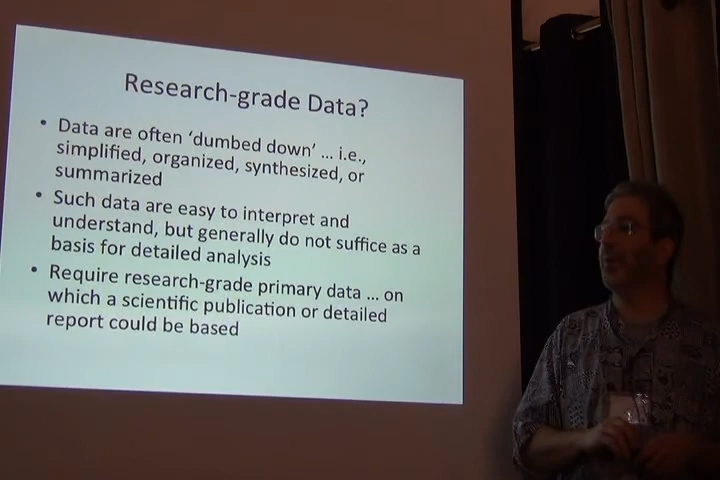 Research-grade Data?
• Data are often ‘dumbed down’ ... i.e.,
simplified, organized, synthesized, or
summarized
• Such data are easy to interpret and
understand, but generally do not suffice as a
basis for detailed analysis
• Require research-grade primary data ... on
which a scientific publication or detailed
report could be based